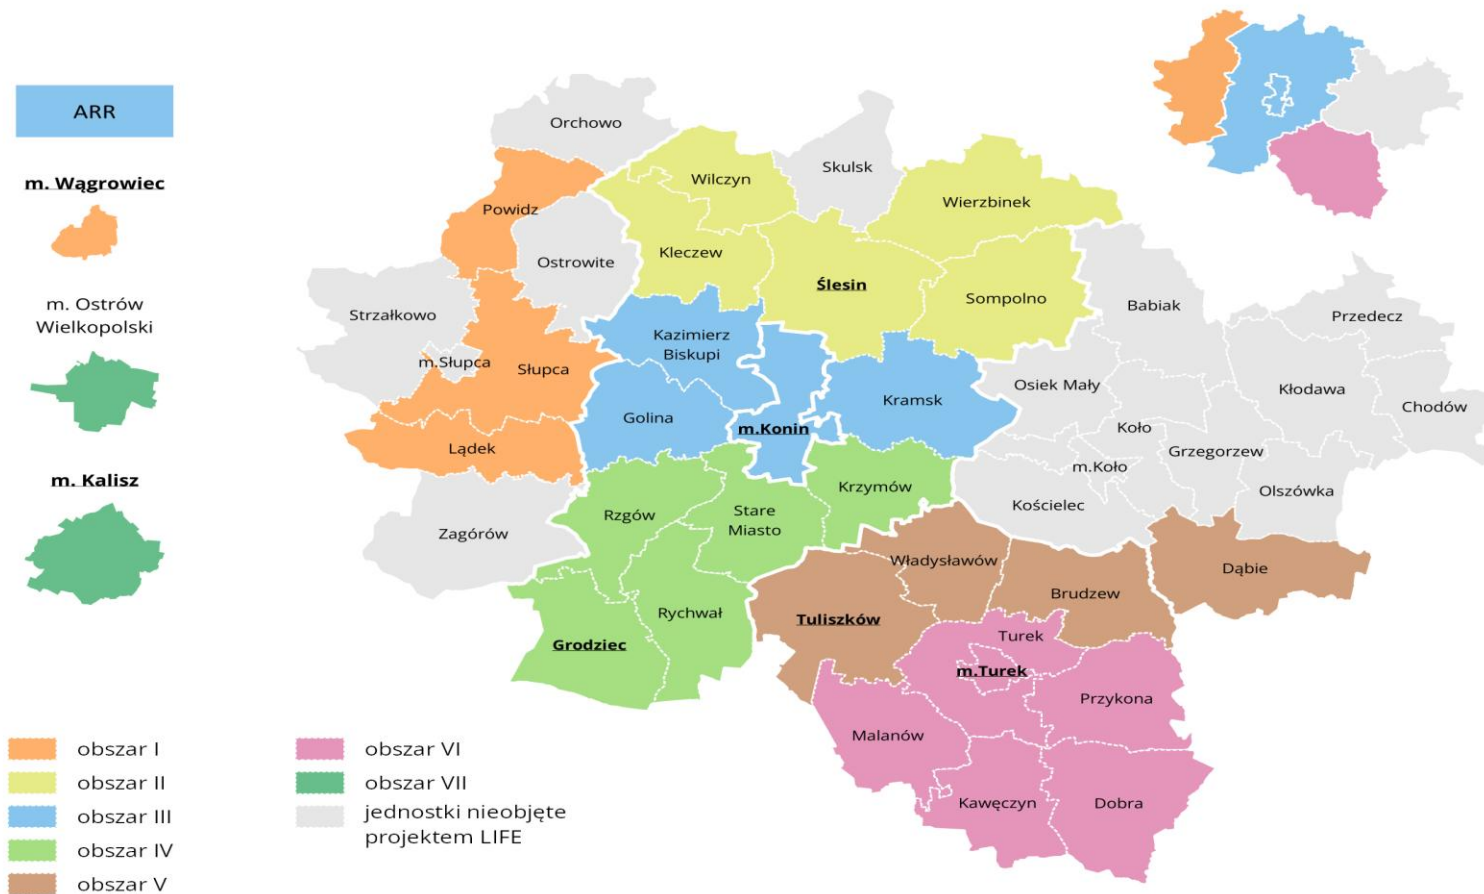 ARR
m. Wągrowiec
m. Ostrów
Wielkopolski
m. Kalisz
Orchowo
Skulsk
Wilczyn
Powidz
Wierzbinek
Kleczew
Ostrowite
Ślesin
Sompolno
Babiak
Strzałkowo
Przedecz
Kazimierz
Biskupi
m.Słupca
Słupca
Osiek Mały
Kłodawa
Kramsk
Chodów
Golina
m.Konin
Koło
Lądek
Grzegorzew
m.Koło
Krzymów
Olszówka
Kościelec
Rzgów
Stare
Miasto
Zagórów
Władysławów
Dąbie
Brudzew
Rychwał
Tuliszków
Turek
Grodziec
m.Turek
Przykona
Malanów
Kawęczyn
Dobra
obszar I
obszar II
obszar III
obszar IV
obszar V
obszar VI
obszar VII
jednostki nieobjęte
projektem LIFE